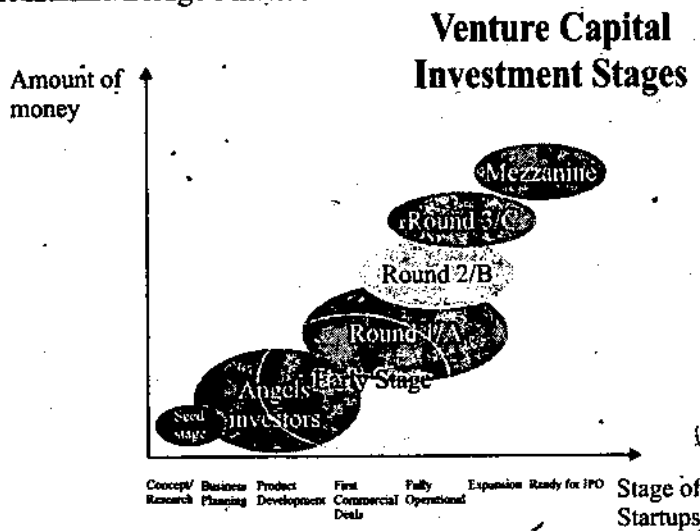 Venture Capital
Investment Stages
Amount of
money
Mezzanine
Round 3/C
Round 2/B
Round 1/A
Early Stage
Angels
investors
Seed
stage
Concept/ Business Product First Fully Expansion Ready for IPO
Research Planning Development Commercial Operational
Deals
Stage of
Startups